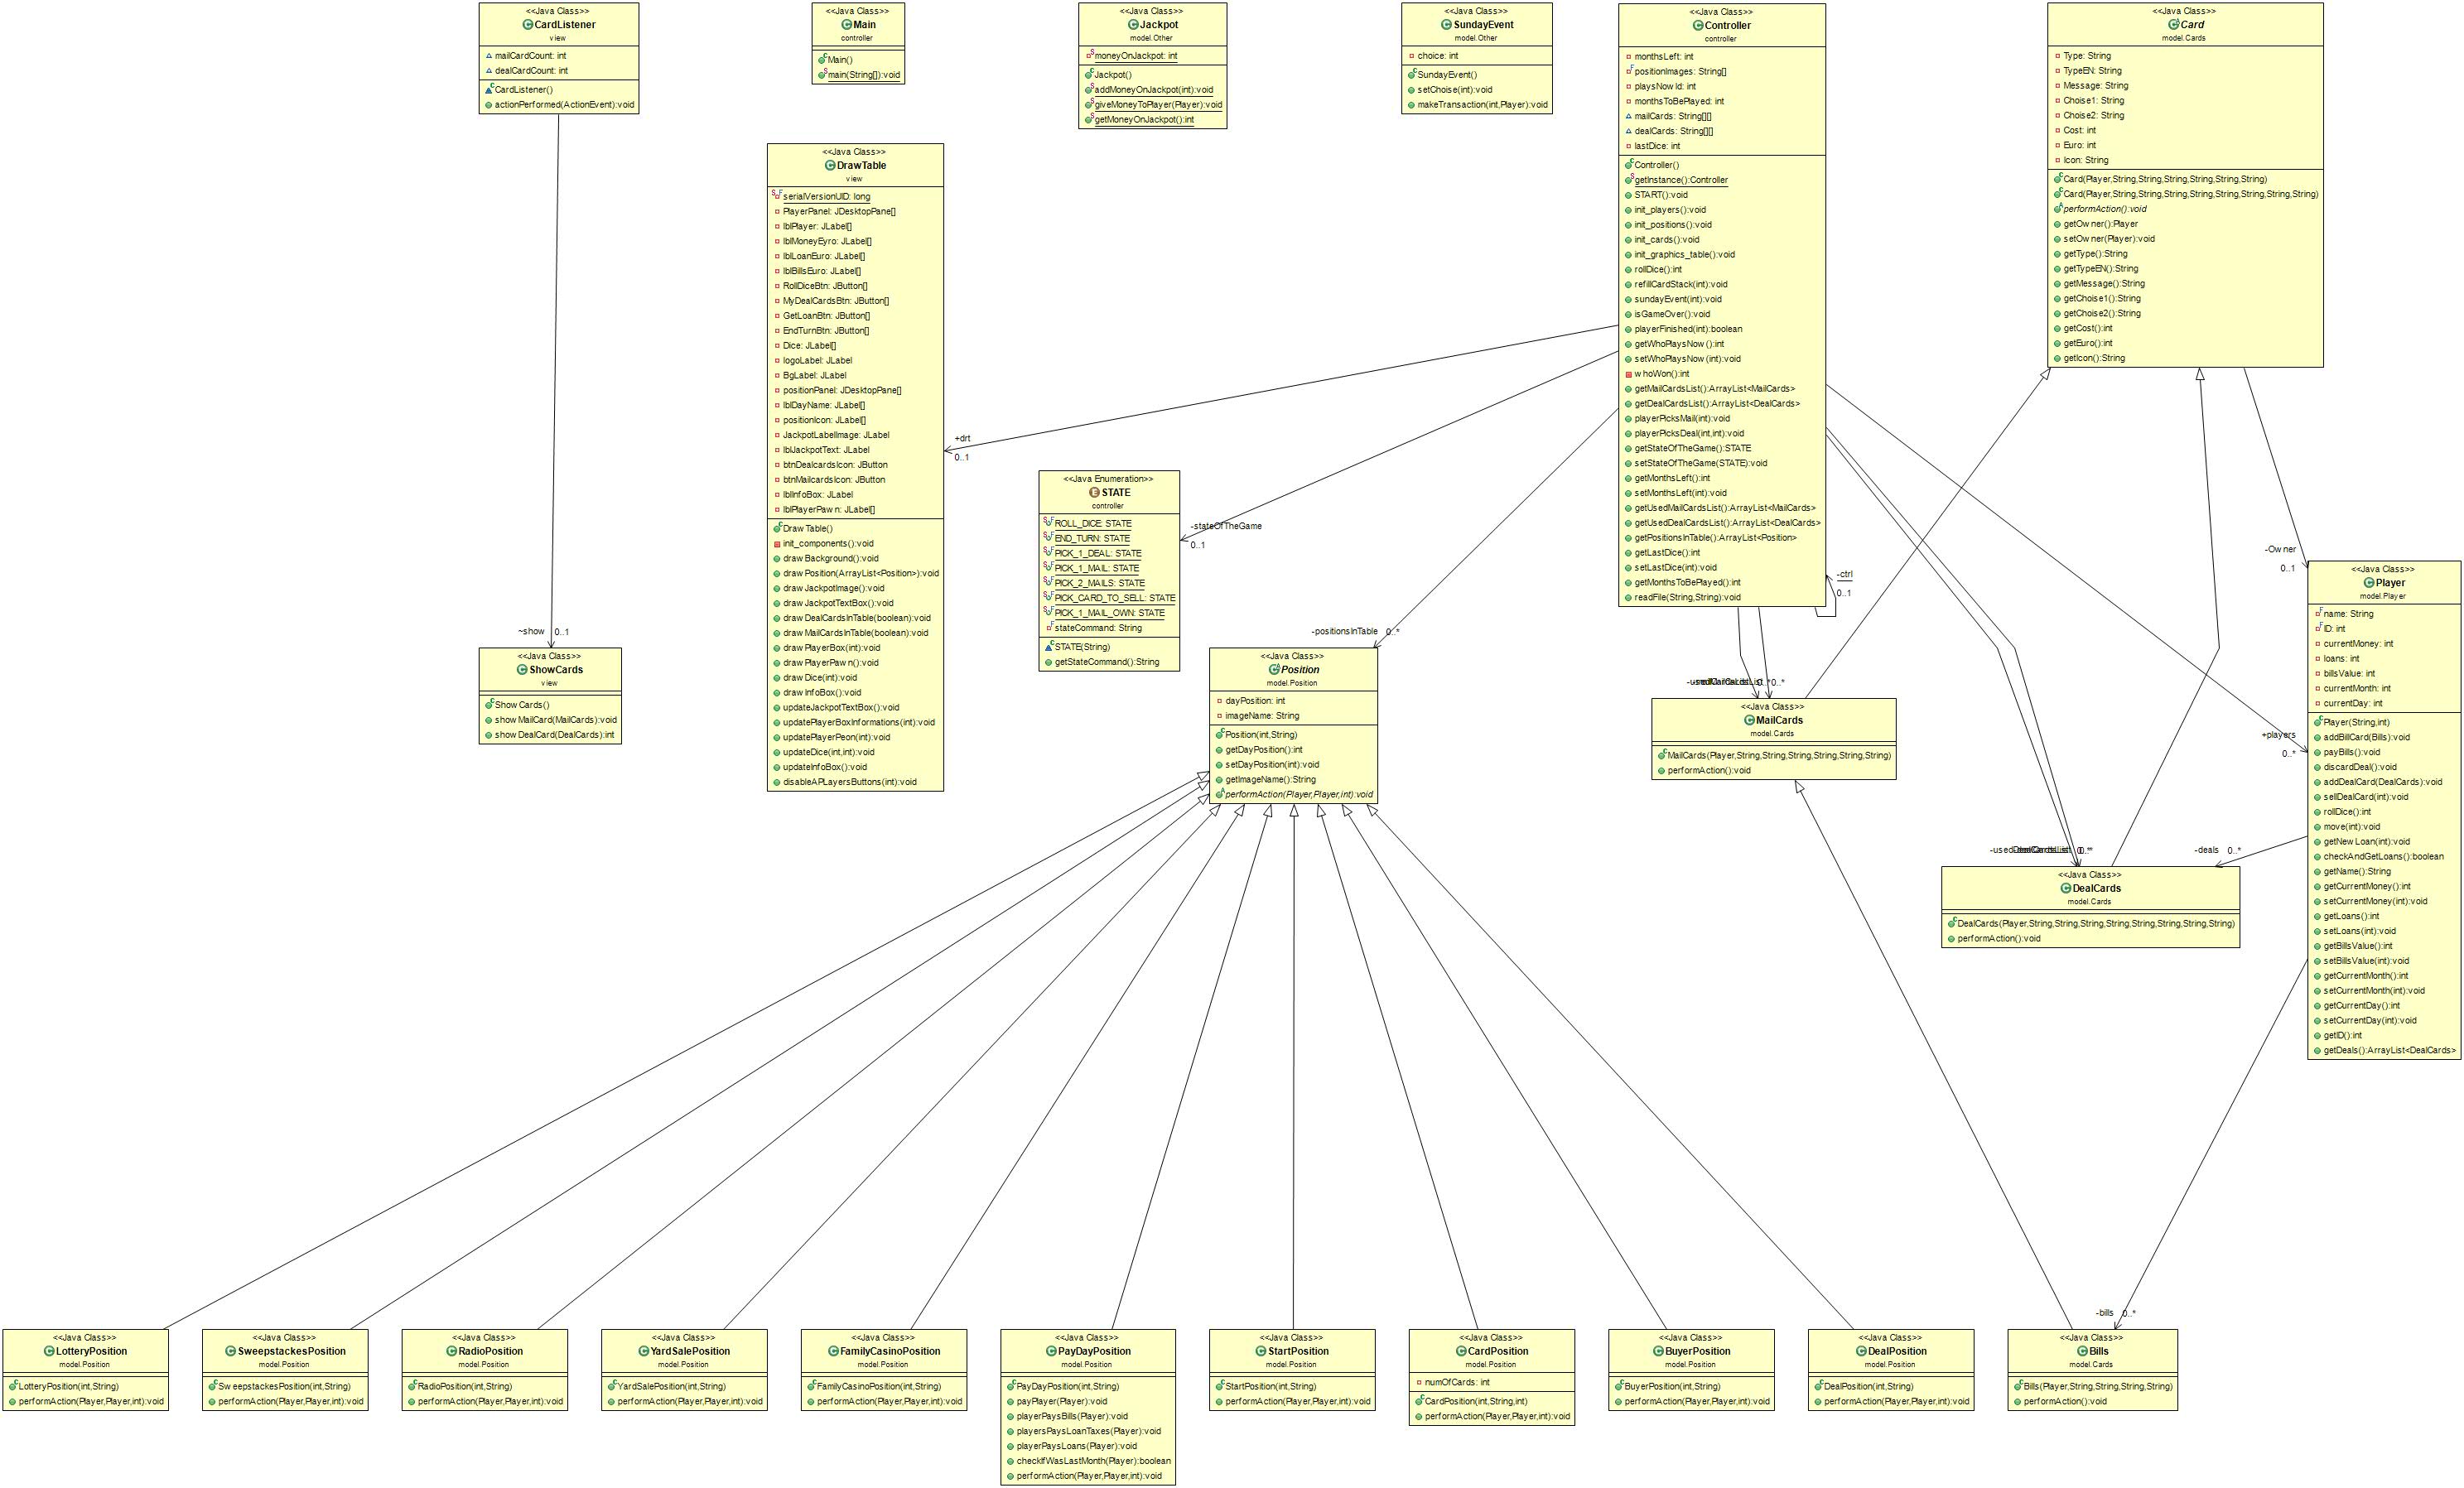 <<Java Class>>
CardListener
view
mailCardCount: int
dealCardCount: int
CardListener()
actionPerformed(ActionEvent):void
<<Java Class>>
Main
controller
Main()
main(String[]):void
<<Java Class>>
Jackpot
model.Other
moneyOnJackpot: int
Jackpot()
addMoneyOnJackpot(int):void
giveMoneyToPlayer(Player):void
getMoneyOnJackpot():int
<<Java Class>>
SundayEvent
model.Other
choice: int
SundayEvent()
setChoise(int):void
makeTransaction(int,Player):void
<<Java Class>>
Controller
controller
monthsLeft: int
positionImages: String[]
playsNowId: int
monthsToBePlayed: int
mailCards: String[][]
dealCards: String[][]
lastDice: int
Controller()
getInstance():Controller
START():void
init_players():void
init_positions():void
init_cards():void
init_graphics_table():void
rollDice():int
refillCardStack(int):void
sundayEvent(int):void
isGameOver():void
playerFinished(int):boolean
getWhoPlaysNow():int
setWhoPlaysNow(int):void
whoWon():int
getMailCardsList():ArrayList<MailCards>
getDealCardsList():ArrayList<DealCards>
playerPicksMail(int):void
playerPicksDeal(int,int):void
getStateOfTheGame():STATE
setStateOfTheGame(STATE):void
getMonthsLeft():int
setMonthsLeft(int):void
getUsedMailCardsList():ArrayList<MailCards>
getUsedDealCardsList():ArrayList<DealCards>
getPositionsInTable():ArrayList<Position>
getLastDice():int
setLastDice(int):void
getMonthsToBePlayed():int
readFile(String,String):void
<<Java Class>>
Card
model.Cards
Type: String
TypeEN: String
Message: String
Choise1: String
Choise2: String
Cost: int
Euro: int
Icon: String
Card(Player,String,String,String,String,String,String)
Card(Player,String,String,String,String,String,String,String,String)
performAction():void
getOwner():Player
setOwner(Player):void
getType():String
getTypeEN():String
getMessage():String
getChoise1():String
getChoise2():String
getCost():int
getEuro():int
getIcon():String
<<Java Class>>
DrawTable
view
serialVersionUID: long
PlayerPanel: JDesktopPane[]
lblPlayer: JLabel[]
lblMoneyEyro: JLabel[]
lblLoanEuro: JLabel[]
lblBillsEuro: JLabel[]
RollDiceBtn: JButton[]
MyDealCardsBtn: JButton[]
GetLoanBtn: JButton[]
EndTurnBtn: JButton[]
Dice: JLabel[]
logoLabel: JLabel
BgLabel: JLabel
positionPanel: JDesktopPane[]
lblDayName: JLabel[]
positionIcon: JLabel[]
JackpotLabelImage: JLabel
lblJackpotText: JLabel
btnDealcardsIcon: JButton
btnMailcardsIcon: JButton
lblInfoBox: JLabel
lblPlayerPawn: JLabel[]
DrawTable()
init_components():void
drawBackground():void
drawPosition(ArrayList<Position>):void
drawJackpotImage():void
drawJackpotTextBox():void
drawDealCardsInTable(boolean):void
drawMailCardsInTable(boolean):void
drawPlayerBox(int):void
drawPlayerPawn():void
drawDice(int):void
drawInfoBox():void
updateJackpotTextBox():void
updatePlayerBoxInformations(int):void
updatePlayerPeon(int):void
updateDice(int,int):void
updateInfoBox():void
disableAPLayersButtons(int):void
+drt
0..1
<<Java Enumeration>>
STATE
controller
ROLL_DICE: STATE
END_TURN: STATE
PICK_1_DEAL: STATE
PICK_1_MAIL: STATE
PICK_2_MAILS: STATE
PICK_CARD_TO_SELL: STATE
PICK_1_MAIL_OWN: STATE
stateCommand: String
STATE(String)
getStateCommand():String
-stateOfTheGame
0..1
-ctrl
0..1
-Owner
0..1
~show 0..1
<<Java Class>>
ShowCards
view
ShowCards()
showMailCard(MailCards):void
showDealCard(DealCards):int
-positionsInTable 0..*
<<Java Class>>
Position
model.Position
dayPosition: int
imageName: String
Position(int,String)
getDayPosition():int
setDayPosition(int):void
getImageName():String
performAction(Player,Player,int):void
0..*
<<Java Class>>
MailCards
model.Cards
MailCards(Player,String,String,String,String,String,String)
performAction():void
<<Java Class>>
Player
model.Player
name: String
ID: int
currentMoney: int
loans: int
billsValue: int
currentMonth: int
currentDay: int
Player(String,int)
addBillCard(Bills):void
payBills():void
discardDeal():void
addDealCard(DealCards):void
sellDealCard(int):void
rollDice():int
move(int):void
getNewLoan(int):void
checkAndGetLoans():boolean
getName():String
getCurrentMoney():int
setCurrentMoney(int):void
getLoans():int
setLoans(int):void
getBillsValue():int
setBillsValue(int):void
getCurrentMonth():int
setCurrentMonth(int):void
getCurrentDay():int
setCurrentDay(int):void
getID():int
getDeals():ArrayList<DealCards>
+players
0..*
-deals 0..*
<<Java Class>>
DealCards
model.Cards
DealCards(Player,String,String,String,String,String,String,String,String)
performAction():void
-bills 0..*
<<Java Class>>
LotteryPosition
model.Position
LotteryPosition(int,String)
performAction(Player,Player,int):void
<<Java Class>>
SweepstackesPosition
model.Position
SweepstackesPosition(int,String)
performAction(Player,Player,int):void
<<Java Class>>
RadioPosition
model.Position
RadioPosition(int,String)
performAction(Player,Player,int):void
<<Java Class>>
YardSalePosition
model.Position
YardSalePosition(int,String)
performAction(Player,Player,int):void
<<Java Class>>
FamilyCasinoPosition
model.Position
FamilyCasinoPosition(int,String)
performAction(Player,Player,int):void
<<Java Class>>
PayDayPosition
model.Position
PayDayPosition(int,String)
payPlayer(Player):void
playerPaysBills(Player):void
playersPaysLoanTaxes(Player):void
playerPaysLoans(Player):void
checkIfWasLastMonth(Player):boolean
performAction(Player,Player,int):void
<<Java Class>>
StartPosition
model.Position
StartPosition(int,String)
performAction(Player,Player,int):void
<<Java Class>>
CardPosition
model.Position
numOfCards: int
CardPosition(int,String,int)
performAction(Player,Player,int):void
<<Java Class>>
BuyerPosition
model.Position
BuyerPosition(int,String)
performAction(Player,Player,int):void
<<Java Class>>
DealPosition
model.Position
DealPosition(int,String)
performAction(Player,Player,int):void
<<Java Class>>
Bills
model.Cards
Bills(Player,String,String,String,String)
performAction():void